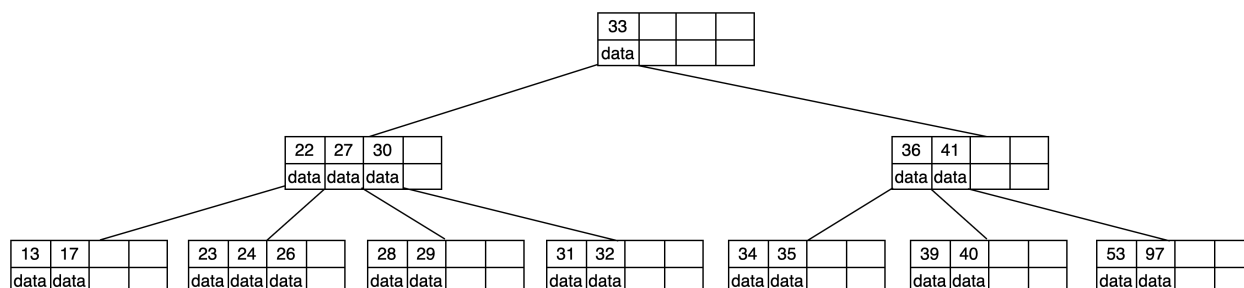 33
data
22 27 30
data data data
36 41
data data
13 17
data data
23 24 26
data data data
28 29
data data
31 32
data data
34 35
data data
39 40
data data
53 97
data data